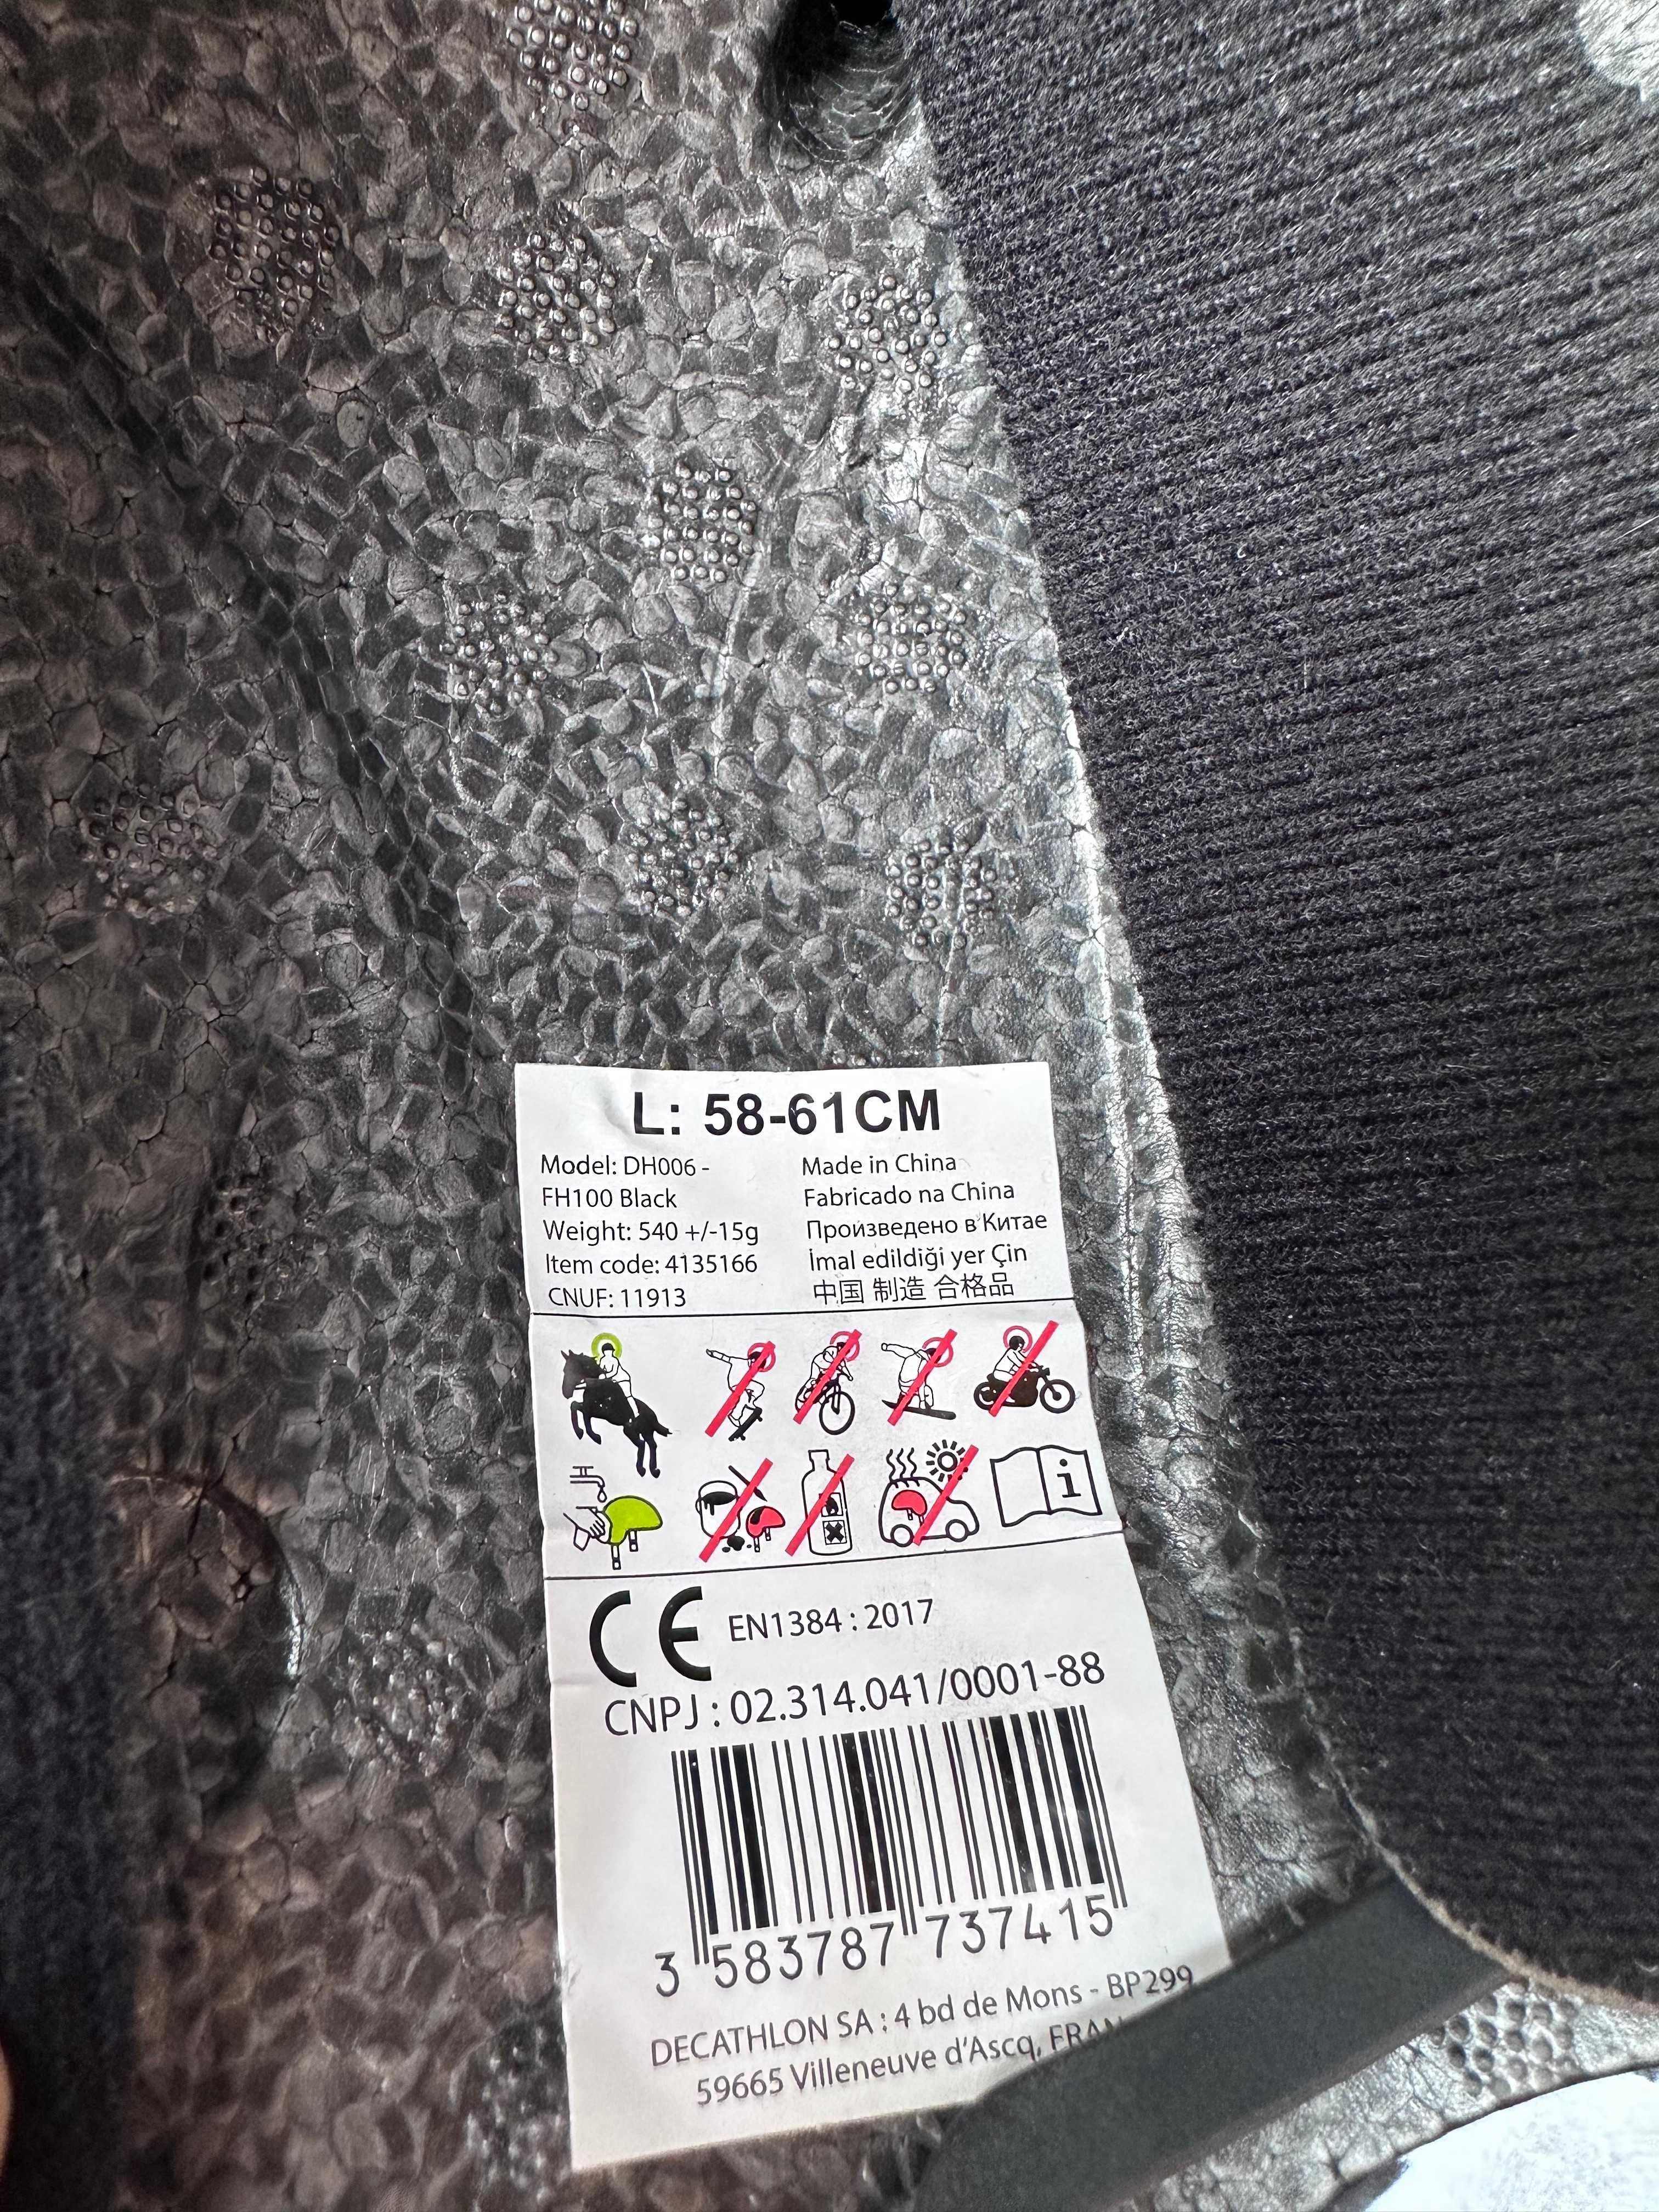 L: 58-61CM
Model: DH006 -
FH100 Black
Weight: 540 +/-15g
Item code: 4135166
CNUF: 11913
Made in China
Fabricado na China
Произведено в Китае
İmal edildiği yer Çin
中国 制造 合格品
i
CE EN1384 : 2017
CNPJ : 02.314.041/0001-88
3 583787 737415
DECATHLON SA : 4 bd de Mons - BP299
59665 Villeneuve d'Ascq, FRAN